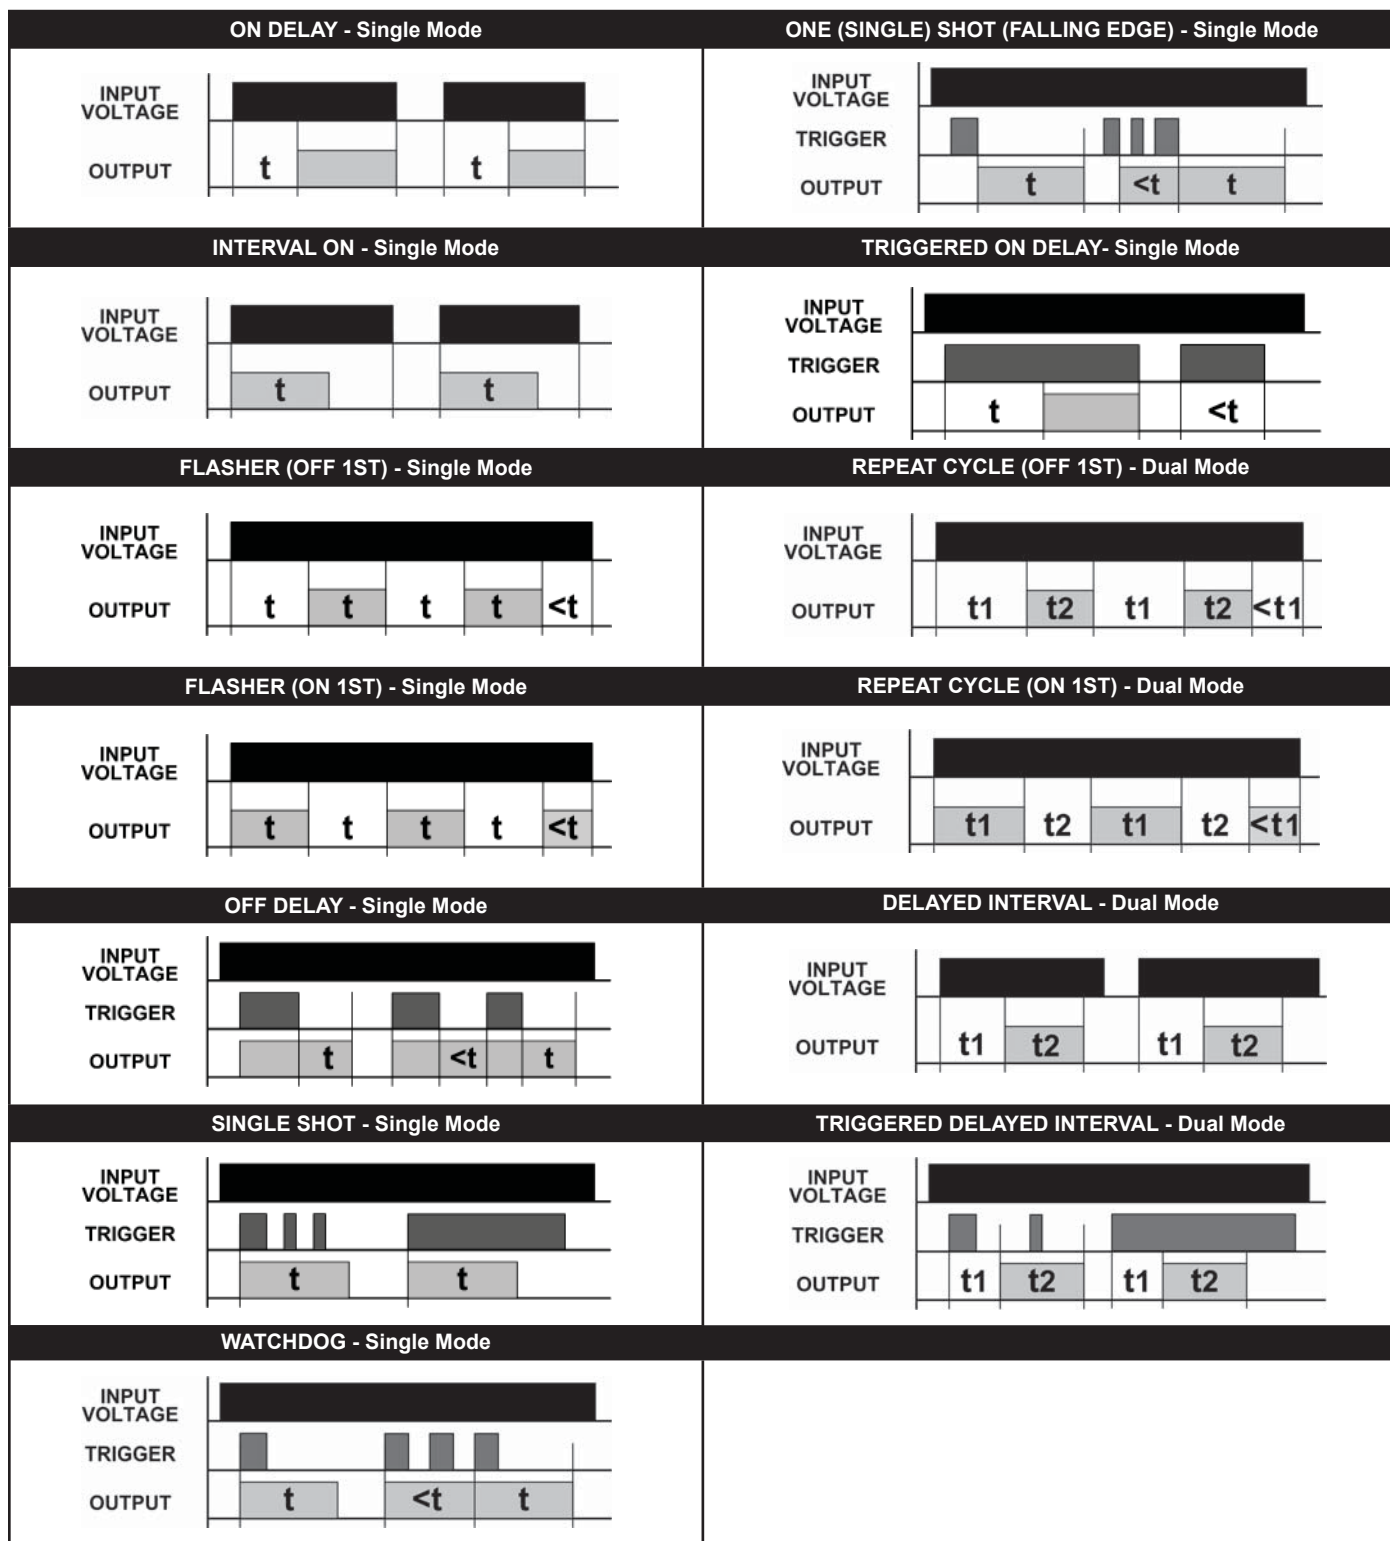 ON DELAY - Single Mode
INPUT
VOLTAGE
OUTPUT
t
t
ONE (SINGLE) SHOT (FALLING EDGE) - Single Mode
INPUT
VOLTAGE
TRIGGER
OUTPUT
t
<t
t
INTERVAL ON - Single Mode
INPUT
VOLTAGE
OUTPUT
t
t
TRIGGERED ON DELAY- Single Mode
INPUT
VOLTAGE
TRIGGER
OUTPUT
t
<t
FLASHER (OFF 1ST) - Single Mode
INPUT
VOLTAGE
OUTPUT
t
t
t
t
<t
REPEAT CYCLE (OFF 1ST) - Dual Mode
INPUT
VOLTAGE
OUTPUT
t1
t2
t1
t2
<t1
FLASHER (ON 1ST) - Single Mode
INPUT
VOLTAGE
OUTPUT
t
t
t
t
<t
REPEAT CYCLE (ON 1ST) - Dual Mode
INPUT
VOLTAGE
OUTPUT
t1
t2
t1
t2
<t1
OFF DELAY - Single Mode
INPUT
VOLTAGE
TRIGGER
OUTPUT
t
<t
t
DELAYED INTERVAL - Dual Mode
INPUT
VOLTAGE
OUTPUT
t1
t2
t1
t2
SINGLE SHOT - Single Mode
INPUT
VOLTAGE
TRIGGER
OUTPUT
t
t
TRIGGERED DELAYED INTERVAL - Dual Mode
INPUT
VOLTAGE
TRIGGER
OUTPUT
t1
t2
t1
t2
WATCHDOG - Single Mode
INPUT
VOLTAGE
TRIGGER
OUTPUT
t
<t
t